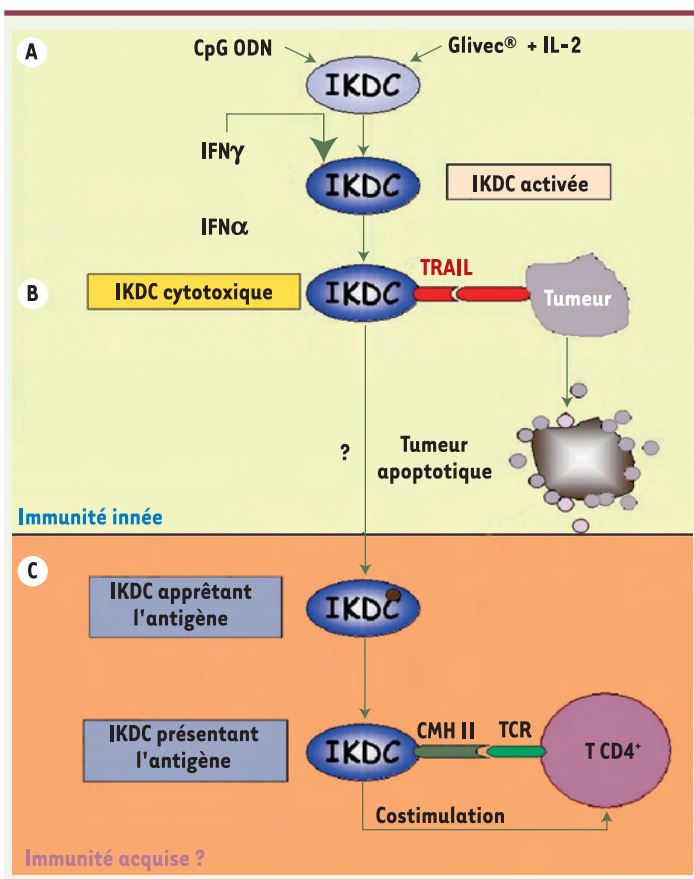 A
CpG ODN
Glivec® + IL-2
IKDC
IFNγ
IKDC
IKDC activée
IFNα
B
IKDC cytotoxique
IKDC
TRAIL
Tumeur
?
Tumeur
apoptotique
Immunité innée
C
IKDC apprêtant
l'antigène
IKDC
IKDC présentant
l'antigène
IKDC
CMH II
TCR
T CD4⁺
Costimulation
Immunité acquise ?